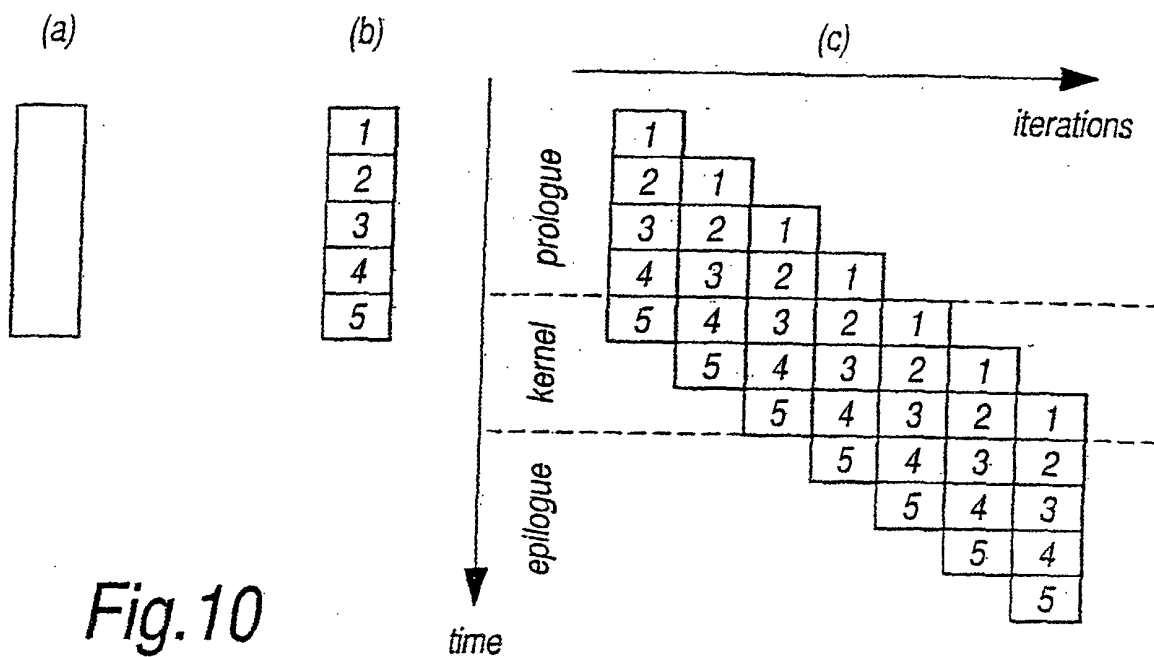 (a)
(b)
(c)
iterations
1
2
3
4
5
prologue
kernel
epilogue
1
2 1
3 2 1
4 3 2 1
5 4 3 2 1
5 4 3 2 1
5 4 3 2 1
5 4 3 2
5 4 3
5 4
5
time
Fig.10